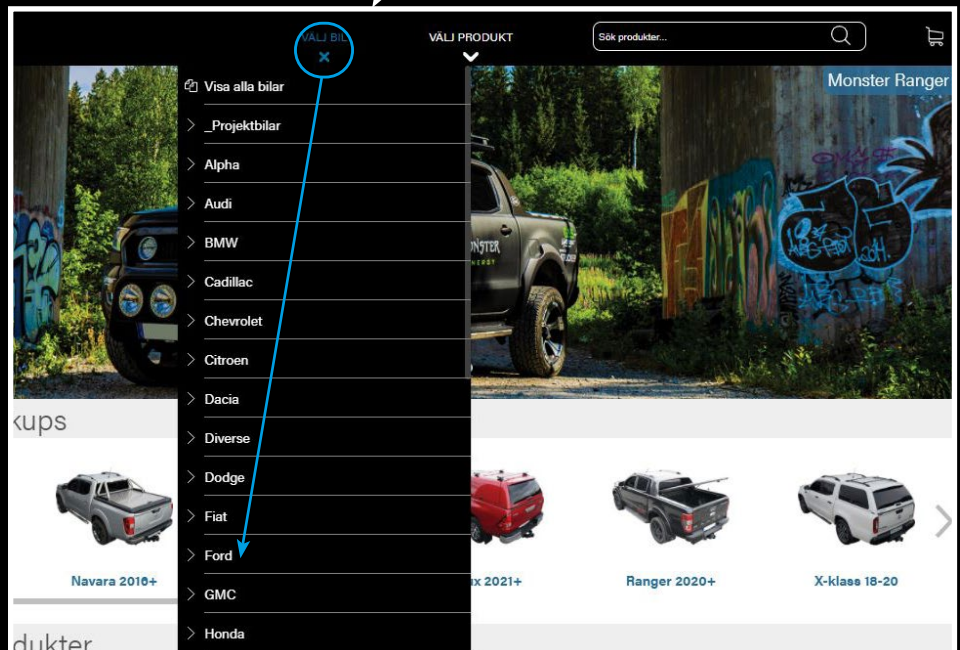 VÄLJ BIL
VÄLJ PRODUKT
Sök produkter...
Monster Ranger
Visa alla bilar
_Projektbilar
Alpha
Audi
BMW
Cadillac
Chevrolet
Citroen
Dacia
Diverse
Dodge
Fiat
Ford
GMC
Honda
kups
Navara 2016+
ux 2021+
Ranger 2020+
X-klass 18-20
dukter